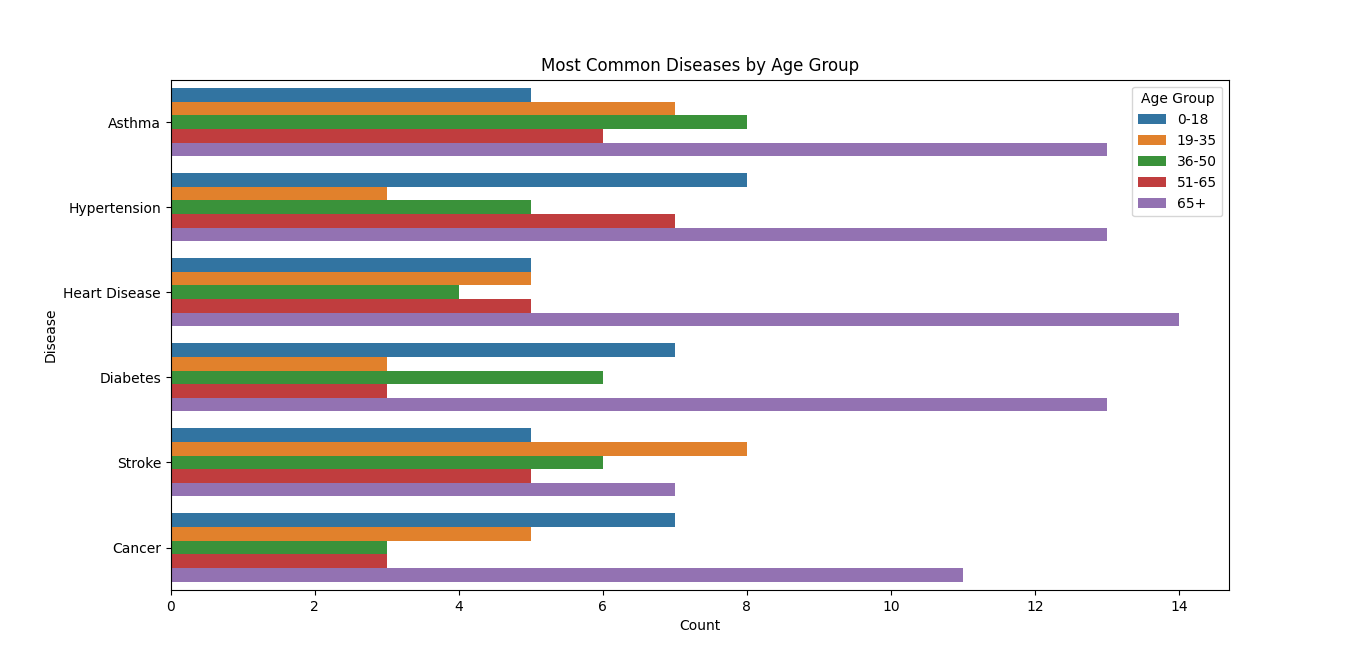 Most Common Diseases by Age Group
Age Group
0-18
19-35
36-50
51-65
65+
Disease
Asthma
Hypertension
Heart Disease
Diabetes
Stroke
Cancer
0 2 4 6 8 10 12 14
Count